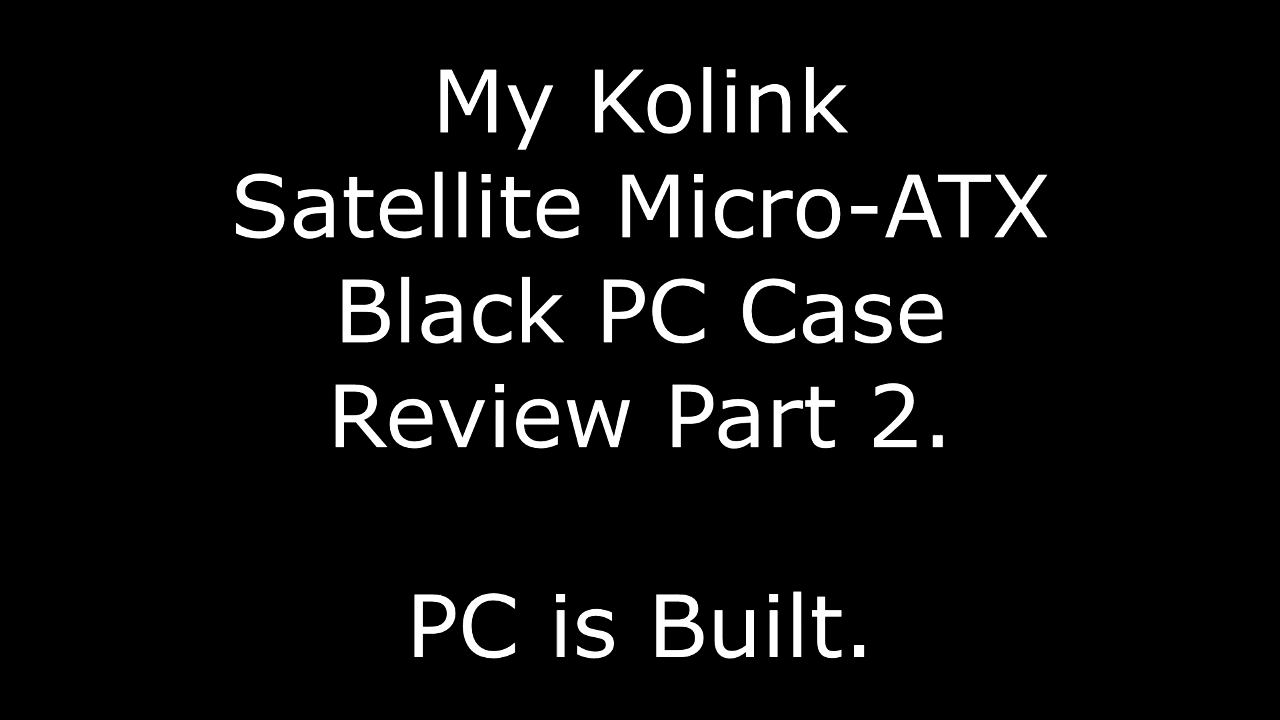 My Kolink
Satellite Micro-ATX
Black PC Case
Review Part 2.
PC is Built.